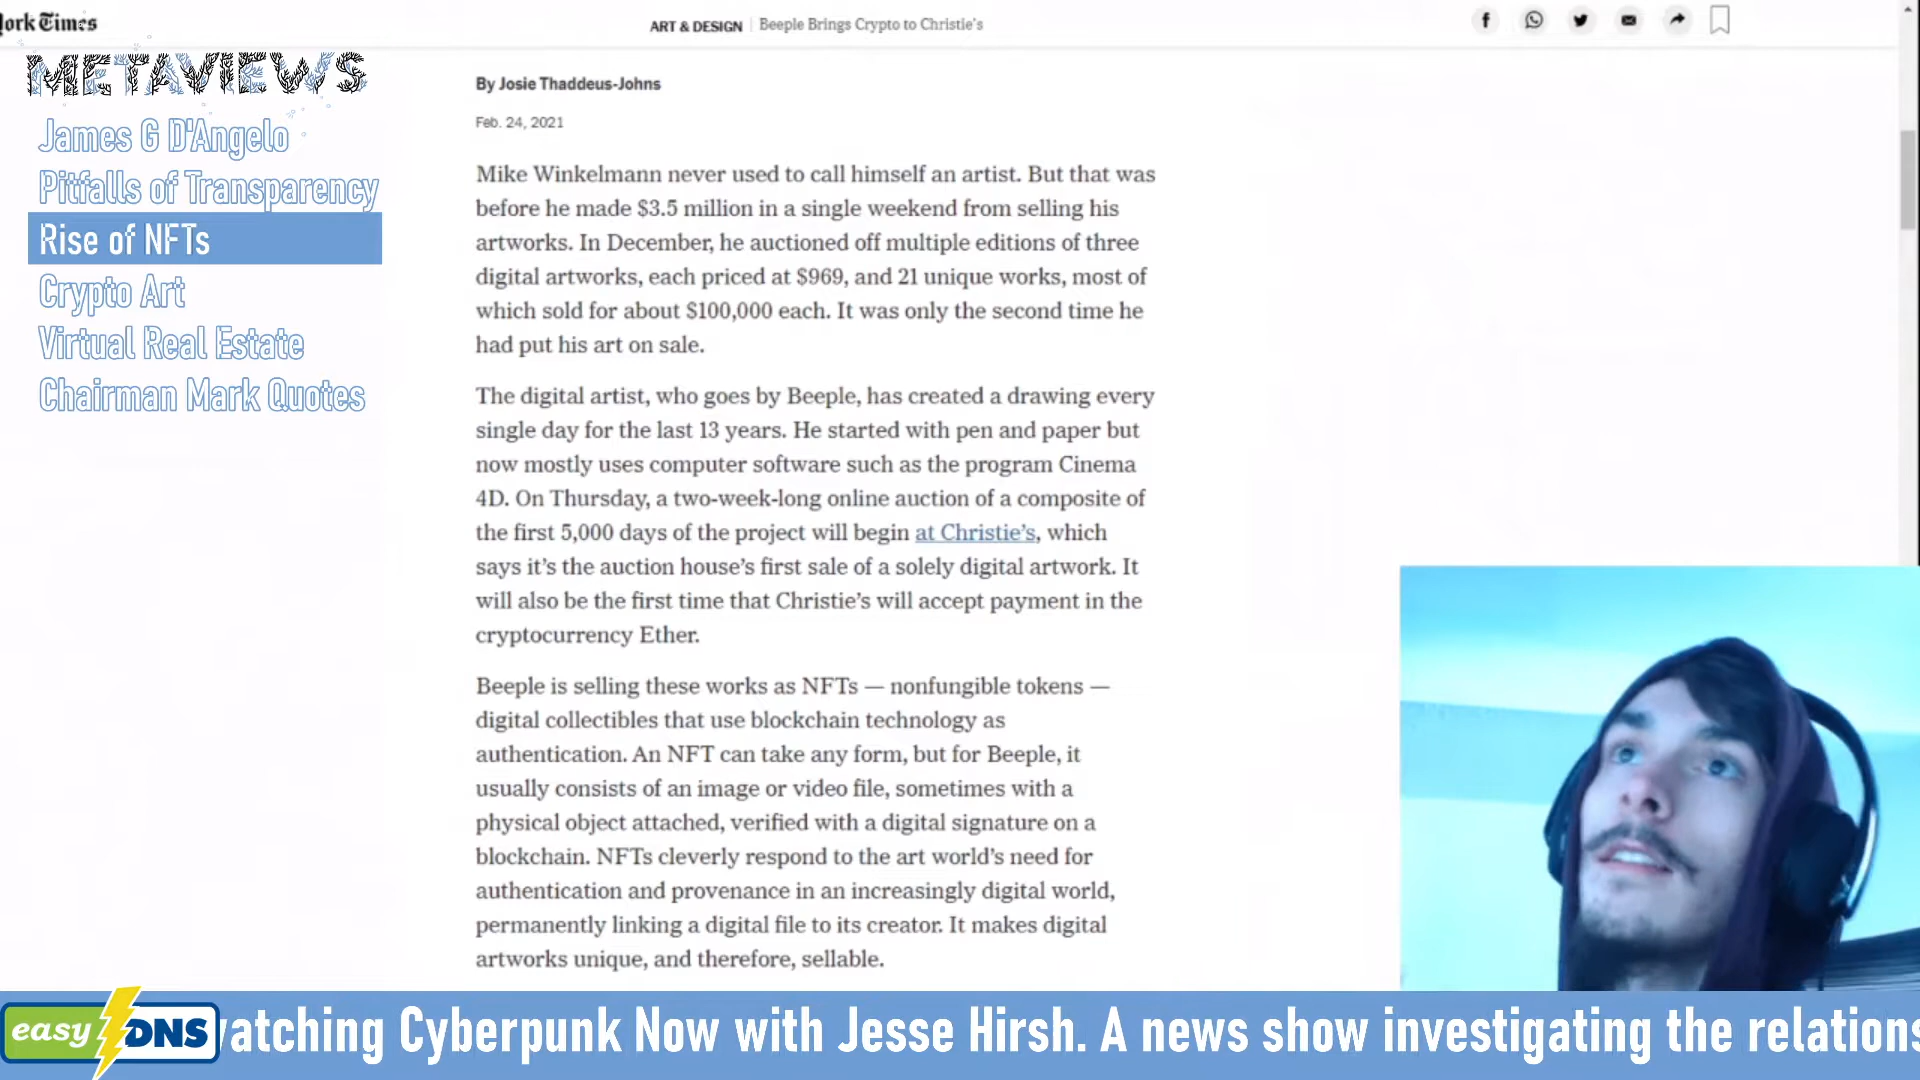 ork Times
ART & DESIGN | Beeple Brings Crypto to Christie's
METAVIEWS
James G D'Angelo
Pitfalls of Transparency
Rise of NFTs
Crypto Art
Virtual Real Estate
Chairman Mark Quotes
By Josie Thaddeus-Johns
Feb. 24, 2021
Mike Winkelmann never used to call himself an artist. But that was
before he made $3.5 million in a single weekend from selling his
artworks. In December, he auctioned off multiple editions of three
digital artworks, each priced at $969, and 21 unique works, most of
which sold for about $100,000 each. It was only the second time he
had put his art on sale.
The digital artist, who goes by Beeple, has created a drawing every
single day for the last 13 years. He started with pen and paper but
now mostly uses computer software such as the program Cinema
4D. On Thursday, a two-week-long online auction of a composite of
the first 5,000 days of the project will begin at Christie's, which
says it's the auction house's first sale of a solely digital artwork. It
will also be the first time that Christie's will accept payment in the
cryptocurrency Ether.
Beeple is selling these works as NFTs — nonfungible tokens —
digital collectibles that use blockchain technology as
authentication. An NFT can take any form, but for Beeple, it
usually consists of an image or video file, sometimes with a
physical object attached, verified with a digital signature on a
blockchain. NFTs cleverly respond to the art world's need for
authentication and provenance in an increasingly digital world,
permanently linking a digital file to its creator. It makes digital
artworks unique, and therefore, sellable.
easy DNS
atching Cyberpunk Now with Jesse Hirsh. A news show investigating the relations